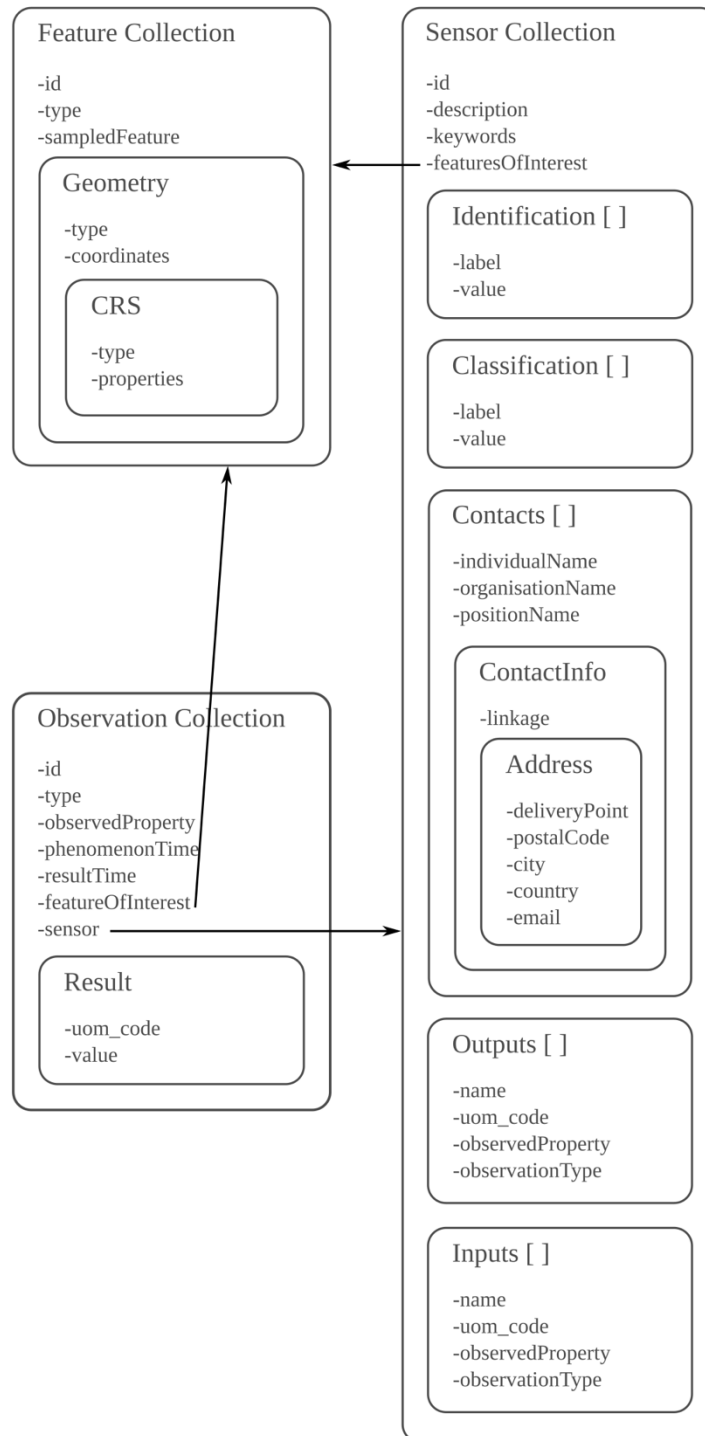 Feature Collection
-id
-type
-sampledFeature
Geometry
-type
-coordinates
CRS
-type
-properties
Observation Collection
-id
-type
-observedProperty
-phenomenonTime
-resultTime
-featureOfInterest
-sensor
Result
-uom_code
-value
Sensor Collection
-id
-description
-keywords
-featuresOfInterest
Identification [ ]
-label
-value
Classification [ ]
-label
-value
Contacts [ ]
-individualName
-organisationName
-positionName
ContactInfo
-linkage
Address
-deliveryPoint
-postalCode
-city
-country
-email
Outputs [ ]
-name
-uom_code
-observedProperty
-observationType
Inputs [ ]
-name
-uom_code
-observedProperty
-observationType